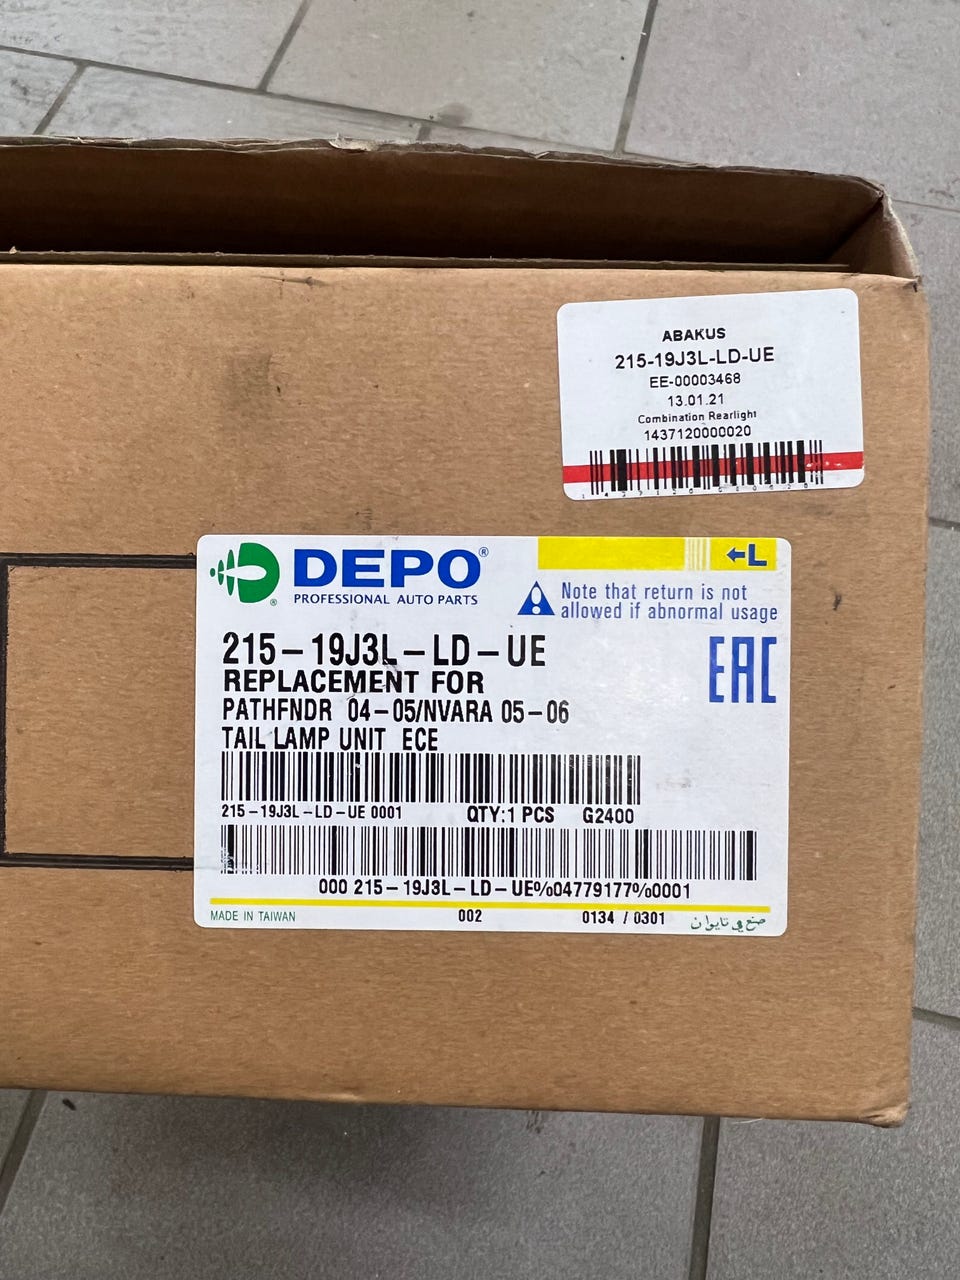 ABAKUS
215-19J3L-LD-UE
EE-00003468
13.01.21
Combination Rearlight
1437120000020
DEPO®
PROFESSIONAL AUTO PARTS
®
←L
Note that return is not
allowed if abnormal usage
215-19J3L-LD-UE
REPLACEMENT FOR
PATHFNDR 04-05/NVARA 05-06
TAIL LAMP UNIT ECE
EAC
215-19J3L-LD-UE 0001 QTY:1 PCS G2400
000 215-19J3L-LD-UE%04779177%0001
MADE IN TAIWAN 002 0134 / 0301 صنع في تايوان